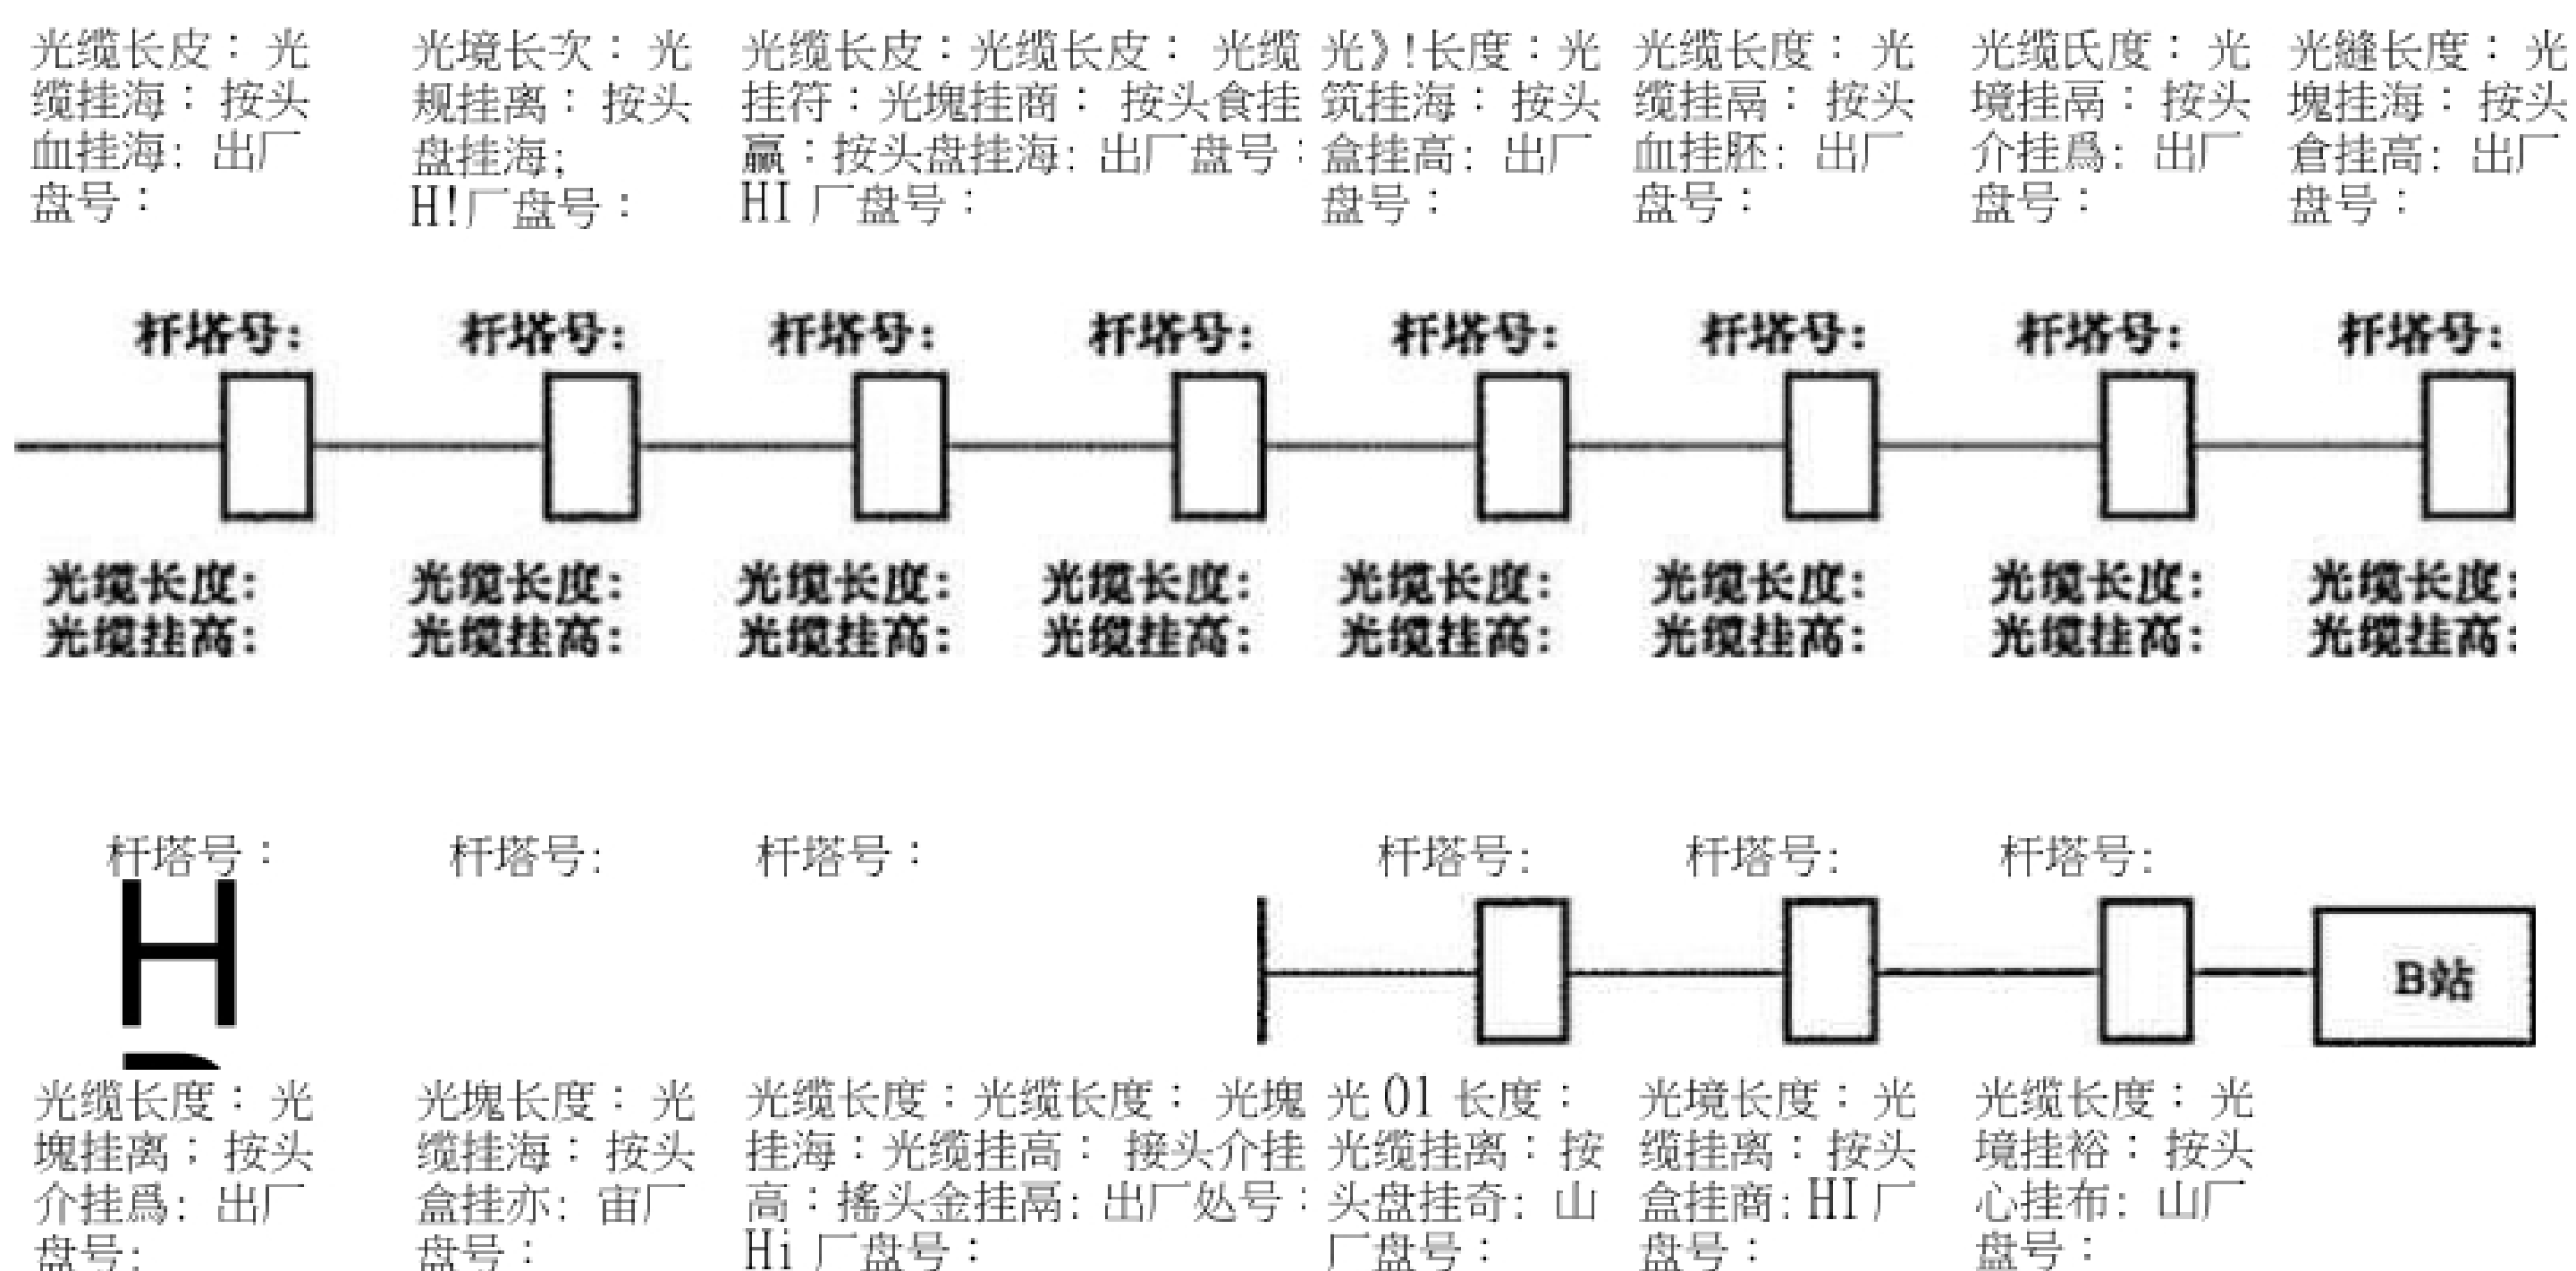 光缆长皮：光
缆挂海：按头
血挂海：出厂
盘号：
光境长次：光
规挂离：按头
盘挂海：
H!厂盘号：
光缆长皮：光缆长皮：光缆
挂符：光塊挂商：按头食挂
赢：按头盘挂海：出厂盘号：
HI 厂盘号：
光》!长度：光
筑挂海：按头
盒挂高：出厂
盘号：
光缆长度：光
缆挂鬲：按头
血挂胚：出厂
盘号：
光缆氏度：光
境挂鬲：按头
介挂爲：出厂
盘号：
光縫长度：光
塊挂海：按头
倉挂高：出厂
盘号：
杆塔号： 杆塔号： 杆塔号： 杆塔号： 杆塔号： 杆塔号： 杆塔号： 杆塔号：
光缆长度： 光缆长度： 光缆长度： 光缆长度： 光缆长度： 光缆长度： 光缆长度： 光缆长度：
光缆挂高： 光缆挂高： 光缆挂高： 光缆挂高： 光缆挂高： 光缆挂高： 光缆挂高： 光缆挂高：
杆塔号： 杆塔号： 杆塔号： 杆塔号： 杆塔号： 杆塔号：
H
B站
光缆长度：光
塊挂离：按头
介挂爲：出厂
盘号：
光塊长度：光
缆挂海：按头
盒挂亦：宙厂
盘号：
光缆长度：光缆长度：光塊
挂海：光缆挂高：接头介挂
高：搖头金挂鬲：出厂处号：
Hi 厂盘号：
光 01 长度：
光缆挂离：按
头盘挂奇：山
厂盘号：
光境长度：光
缆挂离：按头
盒挂商：HI 厂
盘号：
光缆长度：光
境挂裕：按头
心挂布：山厂
盘号：